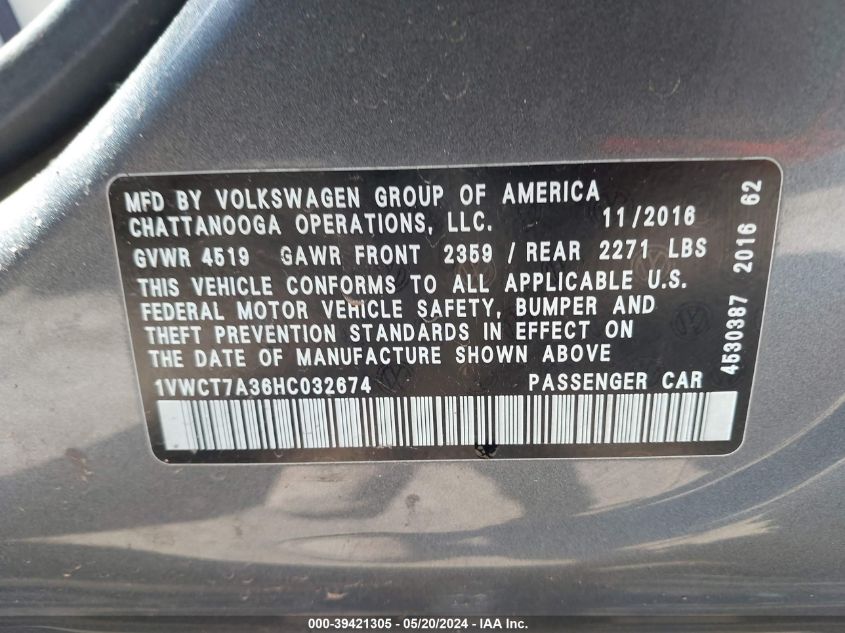 MFD BY VOLKSWAGEN GROUP OF AMERICA
CHATTANOOGA OPERATIONS, LLC. 11/2016
GVWR 4519 GAWR FRONT 2359 / REAR 2271 LBS
THIS VEHICLE CONFORMS TO ALL APPLICABLE U.S.
FEDERAL MOTOR VEHICLE SAFETY, BUMPER AND
THEFT PREVENTION STANDARDS IN EFFECT ON
THE DATE OF MANUFACTURE SHOWN ABOVE
1VWCT7A36HC032674 PASSENGER CAR
4530387 2016 62
000-39421305 - 05/20/2024 - IAA Inc.